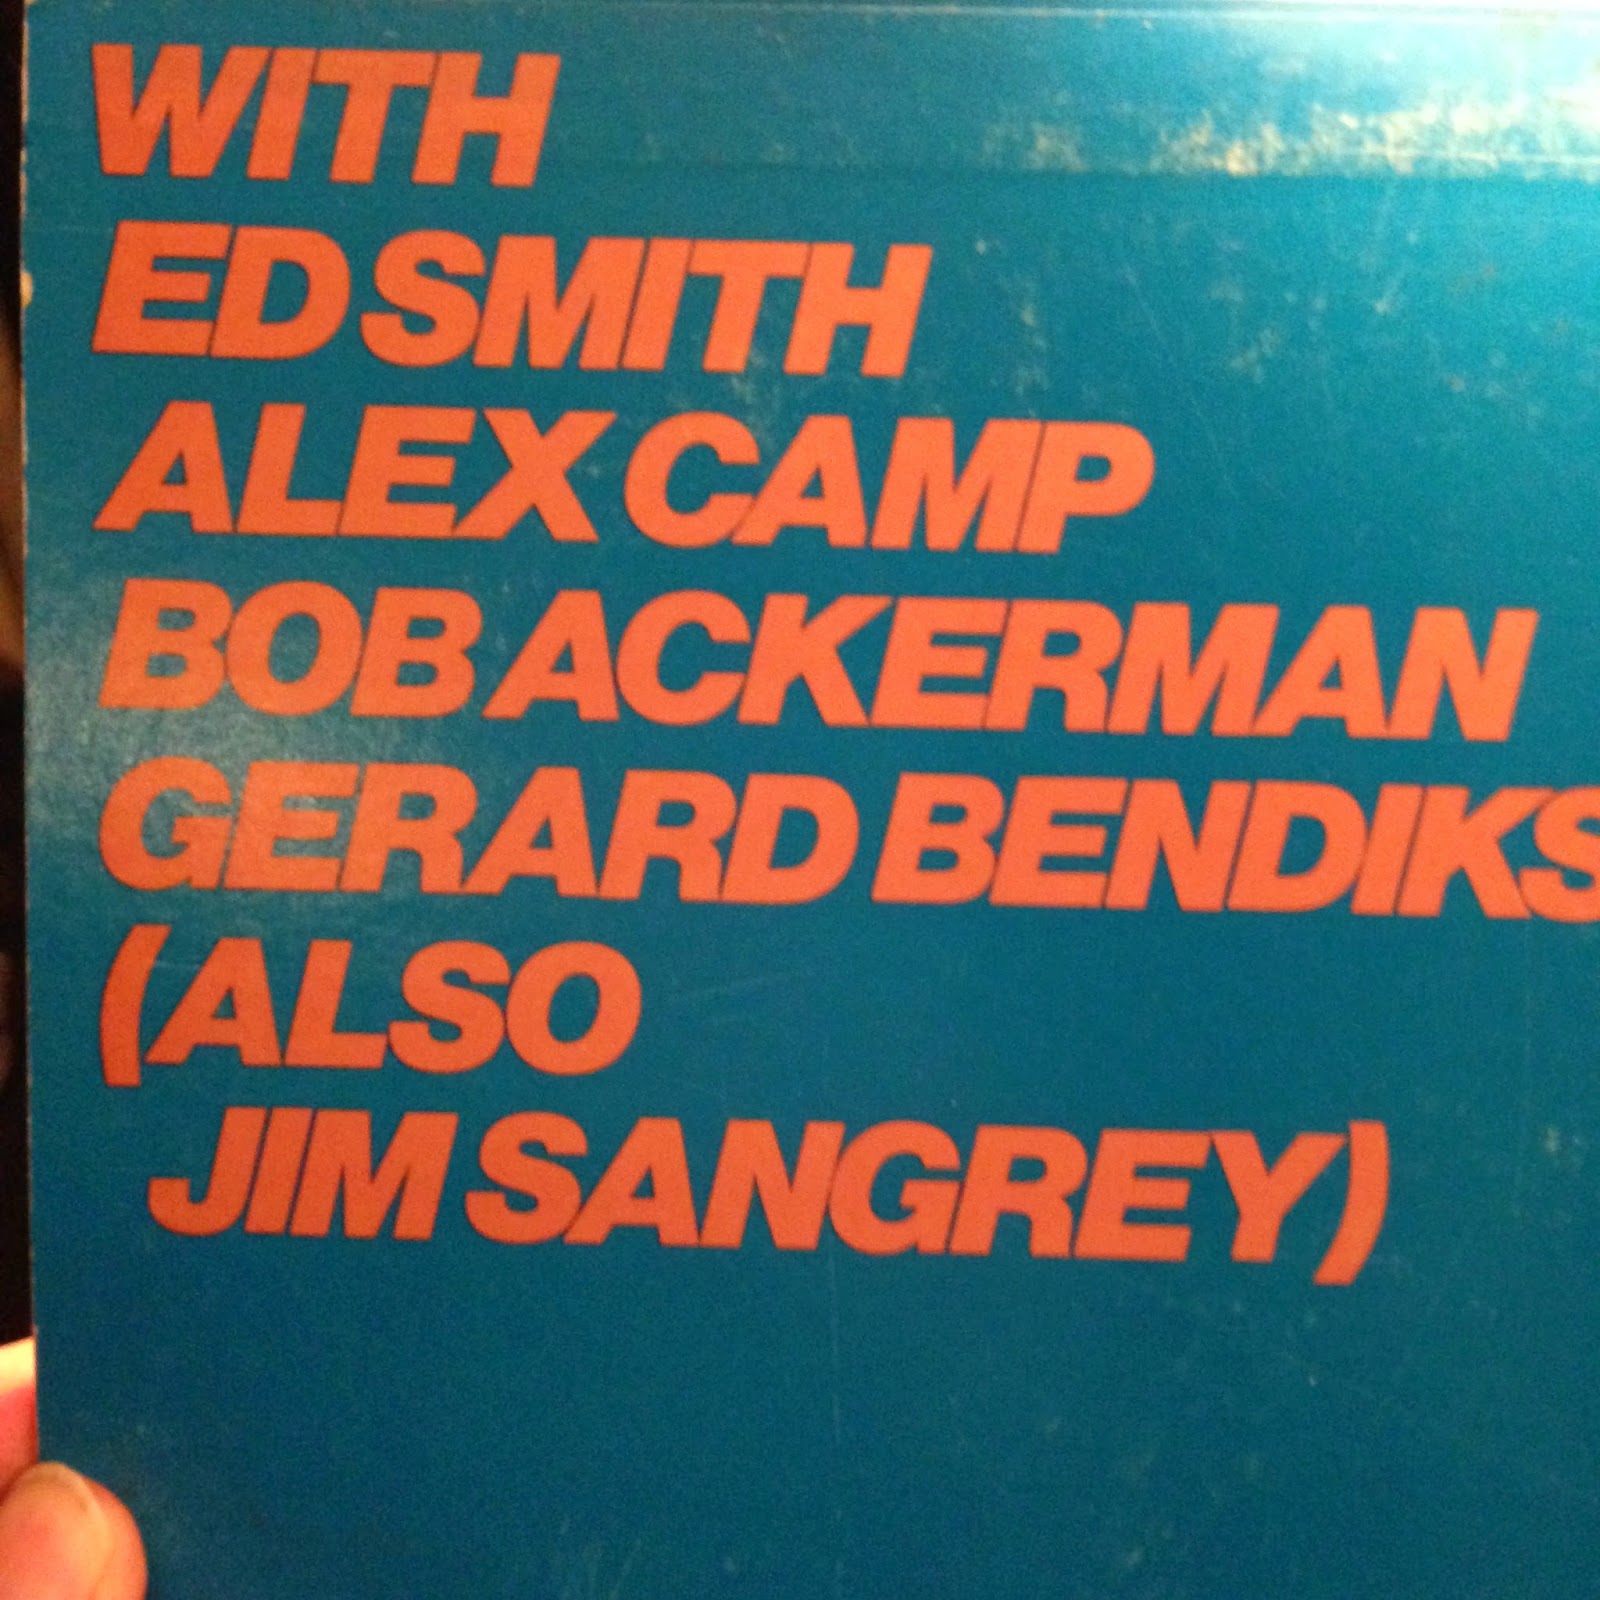 WITH
ED SMITH
ALEX CAMP
BOB ACKERMAN
GERARD BENDIKS
(ALSO
JIM SANGREY)